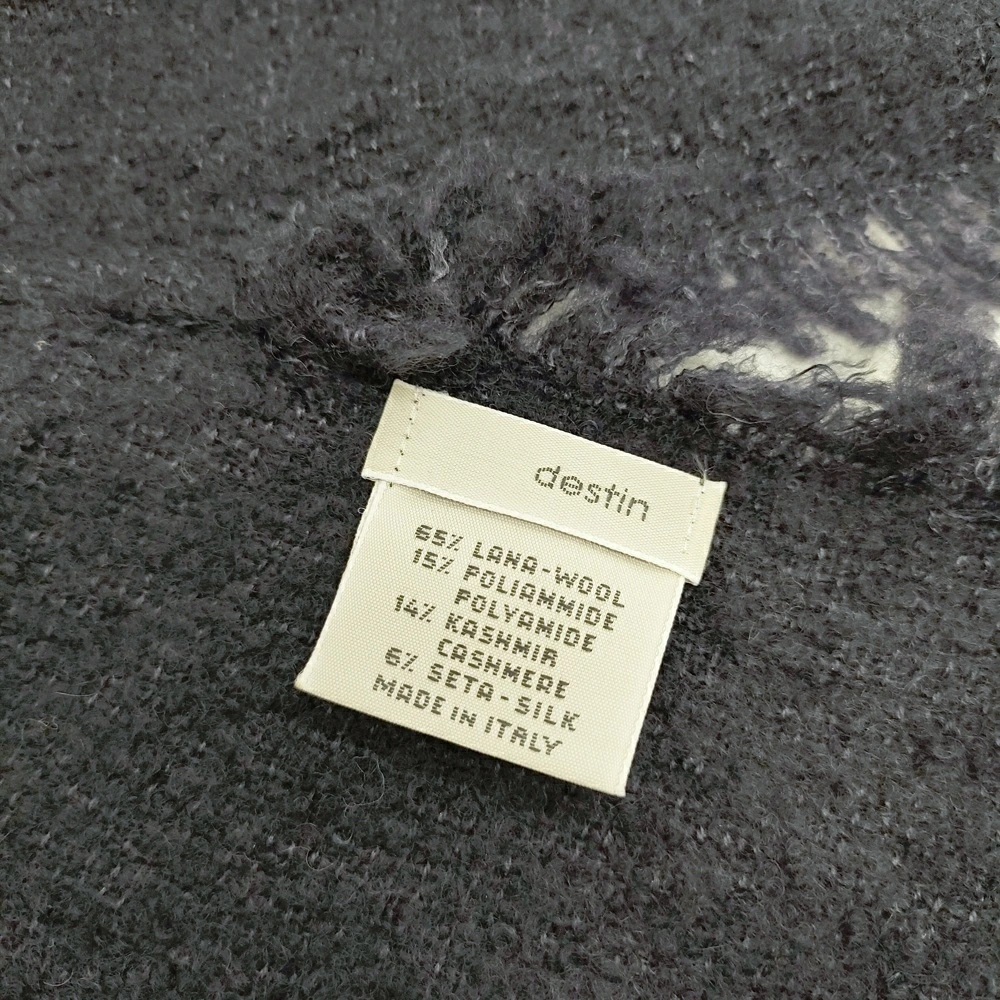 destin
65% LANA-WOOL
15% POLIAMMIDE
POLYAMIDE
14% KASHMIR
CASHMERE
6% SETA-SILK
MADE IN ITALY